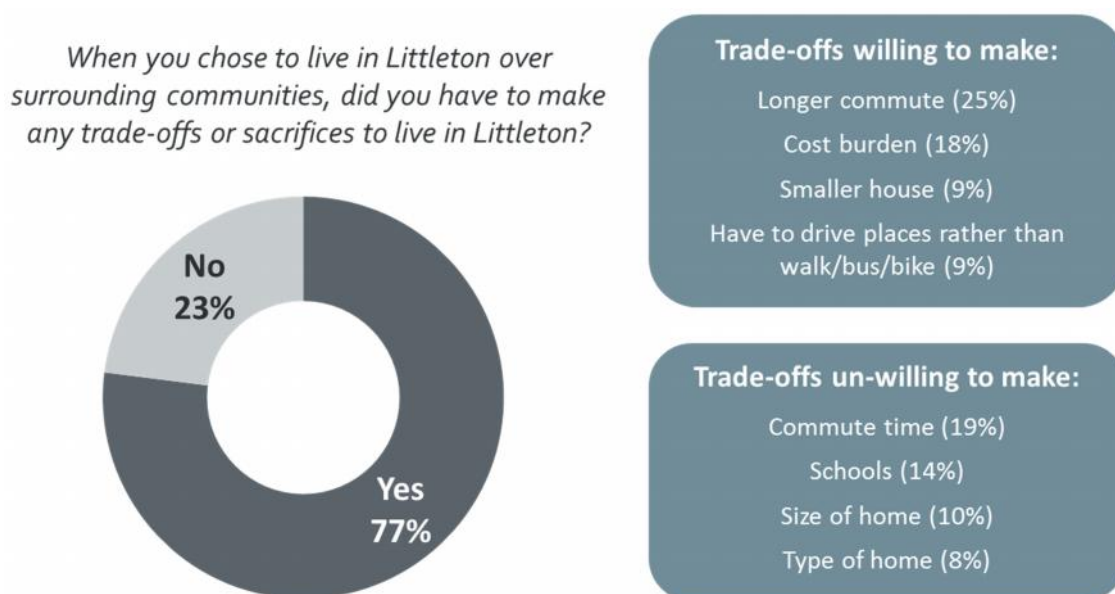 When you chose to live in Littleton over
surrounding communities, did you have to make
any trade-offs or sacrifices to live in Littleton?
No
23%
Yes
77%
Trade-offs willing to make:
Longer commute (25%)
Cost burden (18%)
Smaller house (9%)
Have to drive places rather than
walk/bus/bike (9%)
Trade-offs un-willing to make:
Commute time (19%)
Schools (14%)
Size of home (10%)
Type of home (8%)